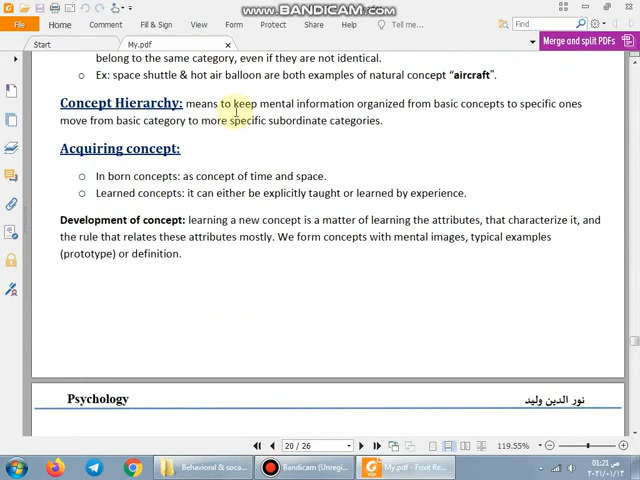 www.BANDICAM.com
File
Home
Comment
Fill & Sign
View
Form
Protect
Share
Help
Tell me...
Find
Start
My.pdf
Merge and split PDFs
belong to the same category, even if they are not identical.
o Ex: space shuttle & hot air balloon are both examples of natural concept “aircraft”.
Concept Hierarchy: means to keep mental information organized from basic concepts to specific ones
move from basic category to more specific subordinate categories.
Acquiring concept:
o In born concepts: as concept of time and space.
o Learned concepts: it can either be explicitly taught or learned by experience.
Development of concept: learning a new concept is a matter of learning the attributes, that characterize it, and
the rule that relates these attributes mostly. We form concepts with mental images, typical examples
(prototype) or definition.
Psychology نور الدين وليد
20 / 26
119.55%
Behavioral & soca...
Bandicam (Unregi...
My.pdf - Foxit Re...
01:21 ص
٢٠٢١/٠١/١٣